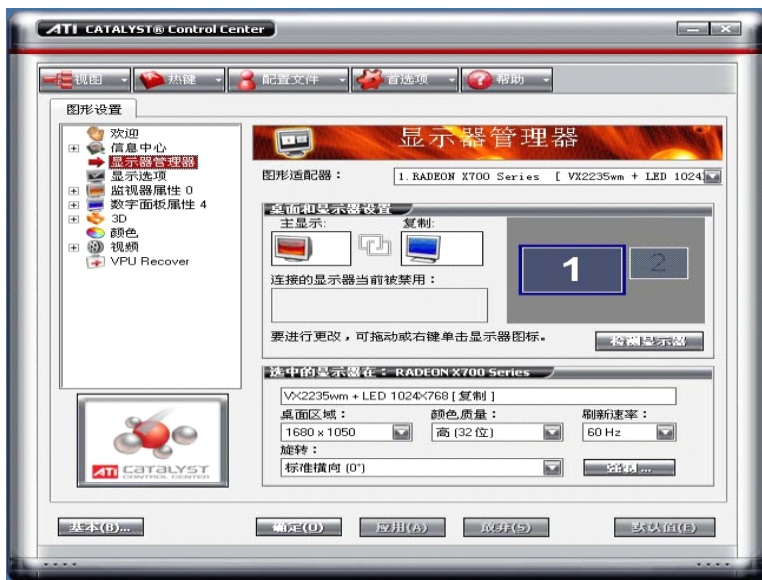 ATI CATALYST® Control Center
视图 热键 配置文件 首选项 帮助
图形设置
欢迎
信息中心
显示器管理器
显示选项
监视器属性 0
数字面板属性 4
3D
颜色
视频
VPU Recover
ATI CATALYST
CONTROL CENTER
显示器管理器
图形适配器：
1. RADEON X700 Series [ VX2235wm + LED 1024
桌面和显示器设置
主显示: 复制:
1 2
连接的显示器当前被禁用：
要进行更改，可拖动或右键单击显示器图标。
检测显示器
选中的显示器在： RADEON X700 Series
VX2235wm + LED 1024X768 [ 复制 ]
桌面区域： 颜色质量： 刷新速率：
1680 x 1050 高 (32 位) 60 Hz
旋转：
标准横向 (0°)
强制 ...
基本(B)... 确定(O) 应用(A) 放弃(S) 默认值(E)